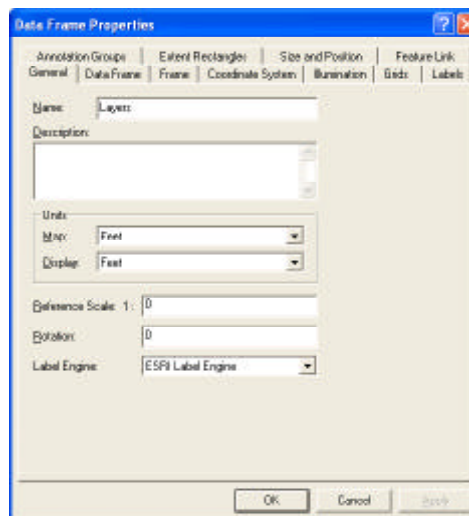 Data Frame Properties
Annotation Groups Extent Rectangles Size and Position Feature Link
General Data Frame Frame Coordinate System Illumination Grids Labels
Name: Layers
Description:
Units
Map: Feet
Display: Feet
Reference Scale: 1: 0
Rotation: 0
Label Engine: ESRI Label Engine
OK Cancel Apply